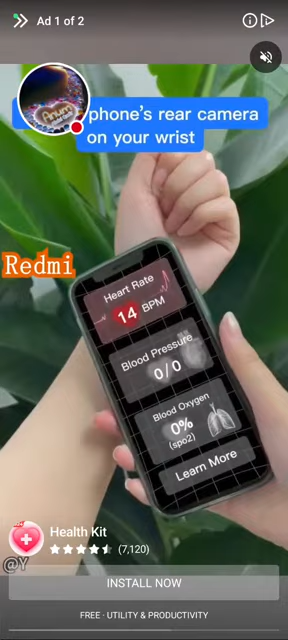 Ad 1 of 2
phone's rear camera
on your wrist
Anum
Redmi
Heart Rate
14 BPM
Blood Pressure
0/0
Blood Oxygen
0%
(spo2)
Learn More
Health Kit
(7,120)
@Y
INSTALL NOW
FREE · UTILITY & PRODUCTIVITY